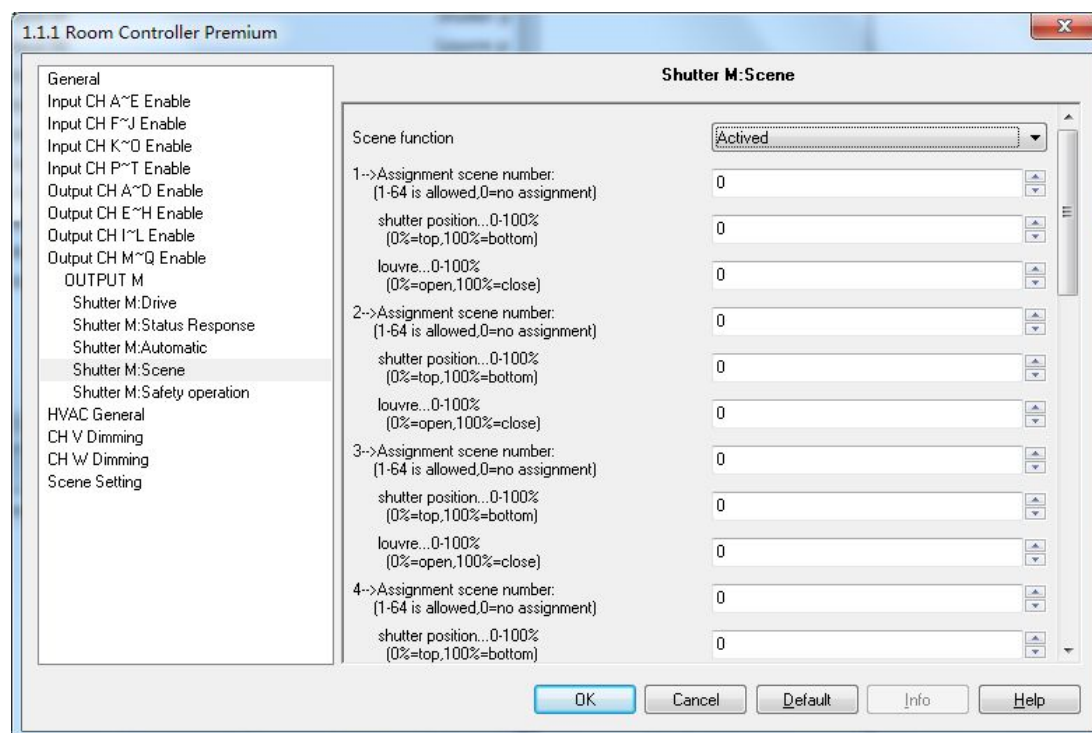 1.1.1 Room Controller Premium
General
Input CH A~E Enable
Input CH F~J Enable
Input CH K~O Enable
Input CH P~T Enable
Output CH A~D Enable
Output CH E~H Enable
Output CH I~L Enable
Output CH M~Q Enable
OUTPUT M
Shutter M:Drive
Shutter M:Status Response
Shutter M:Automatic
Shutter M:Scene
Shutter M:Safety operation
HVAC General
CH V Dimming
CH W Dimming
Scene Setting
Shutter M:Scene
Scene function Actived
1-->Assignment scene number:
(1-64 is allowed,0=no assignment) 0
shutter position...0-100%
(0%=top,100%=bottom) 0
louvre...0-100%
(0%=open,100%=close) 0
2-->Assignment scene number:
(1-64 is allowed,0=no assignment) 0
shutter position...0-100%
(0%=top,100%=bottom) 0
louvre...0-100%
(0%=open,100%=close) 0
3-->Assignment scene number:
(1-64 is allowed,0=no assignment) 0
shutter position...0-100%
(0%=top,100%=bottom) 0
louvre...0-100%
(0%=open,100%=close) 0
4-->Assignment scene number:
(1-64 is allowed,0=no assignment) 0
shutter position...0-100%
(0%=top,100%=bottom) 0
OK Cancel Default Info Help